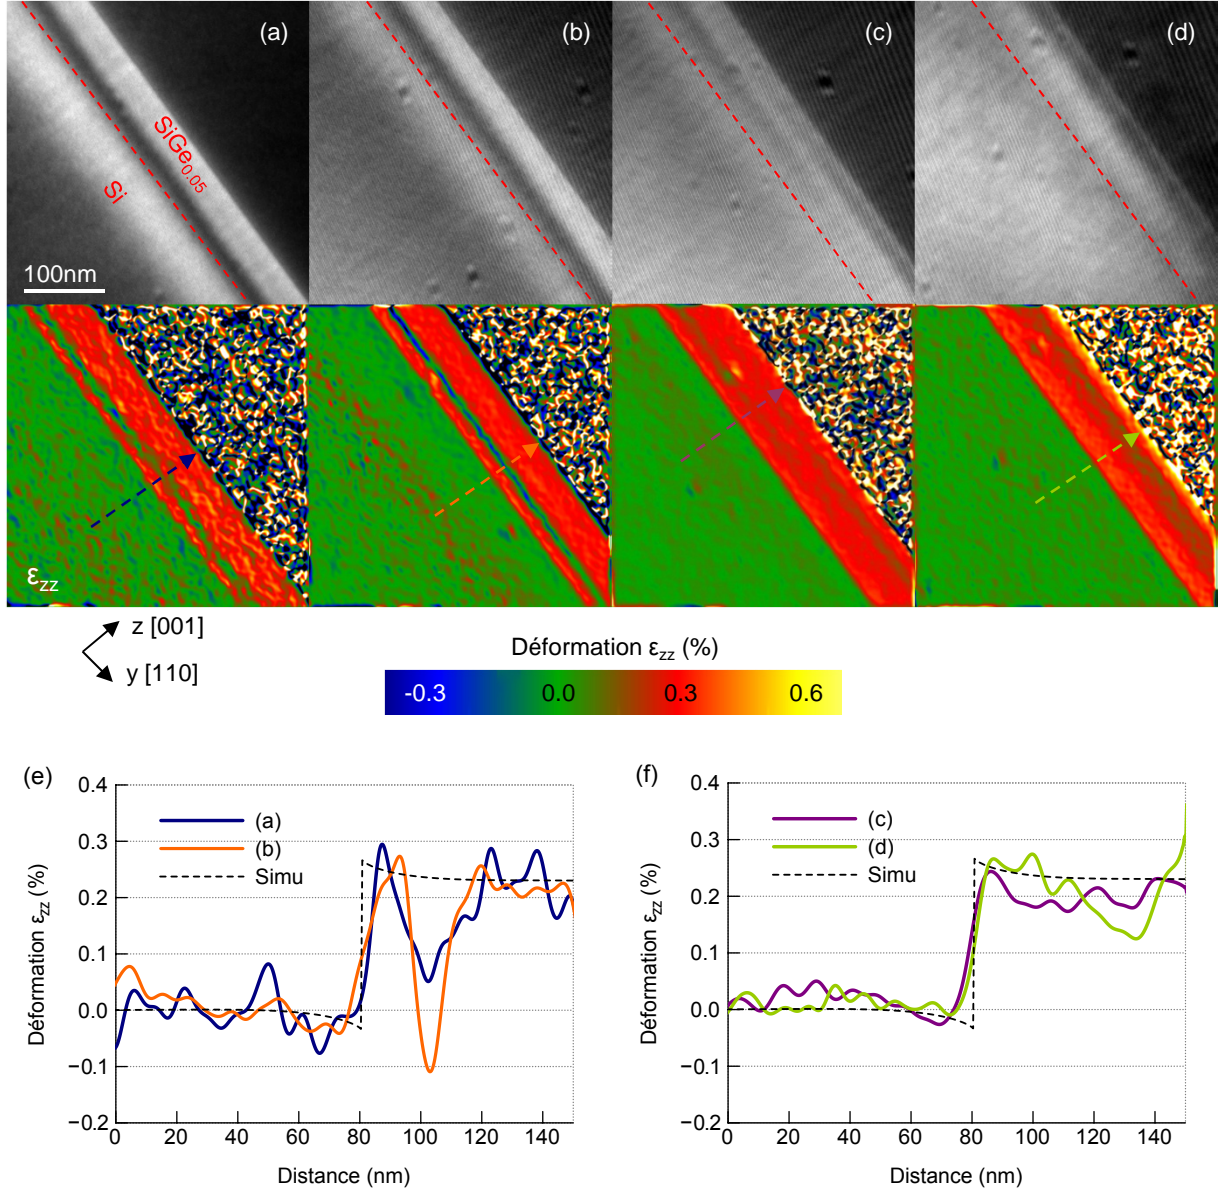 (a)
(b)
(c)
(d)
SiGe0.05
Si
100nm
εzz
z [001]
y [110]
Déformation εzz (%)
-0.3
0.0
0.3
0.6
(e)
0.4
0.3
0.2
0.1
0.0
−0.1
−0.2
Déformation εzz (%)
(a)
(b)
Simu
0
20
40
60
80
100
120
140
Distance (nm)
(f)
0.4
0.3
0.2
0.1
0.0
−0.1
−0.2
Déformation εzz (%)
(c)
(d)
Simu
0
20
40
60
80
100
120
140
Distance (nm)